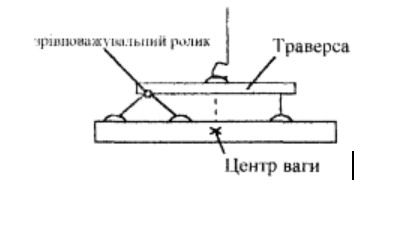 зрівноважувальний ролик
Траверса
Центр ваги